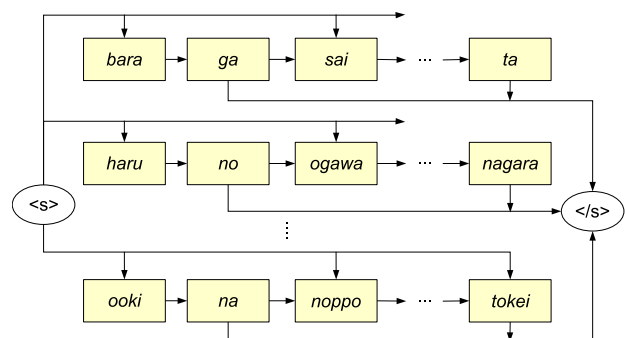 bara ga sai ... ta
haru no ogawa ... nagara
<s> </s>
ooki na noppo ... tokei